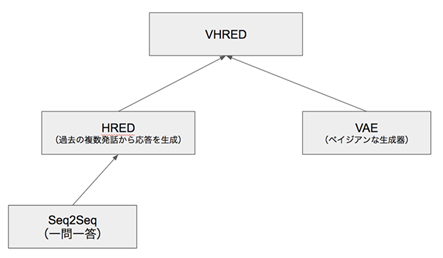 VHRED
HRED
（過去の複数発話から応答を生成）
VAE
（ベイジアンな生成器）
Seq2Seq
（一問一答）